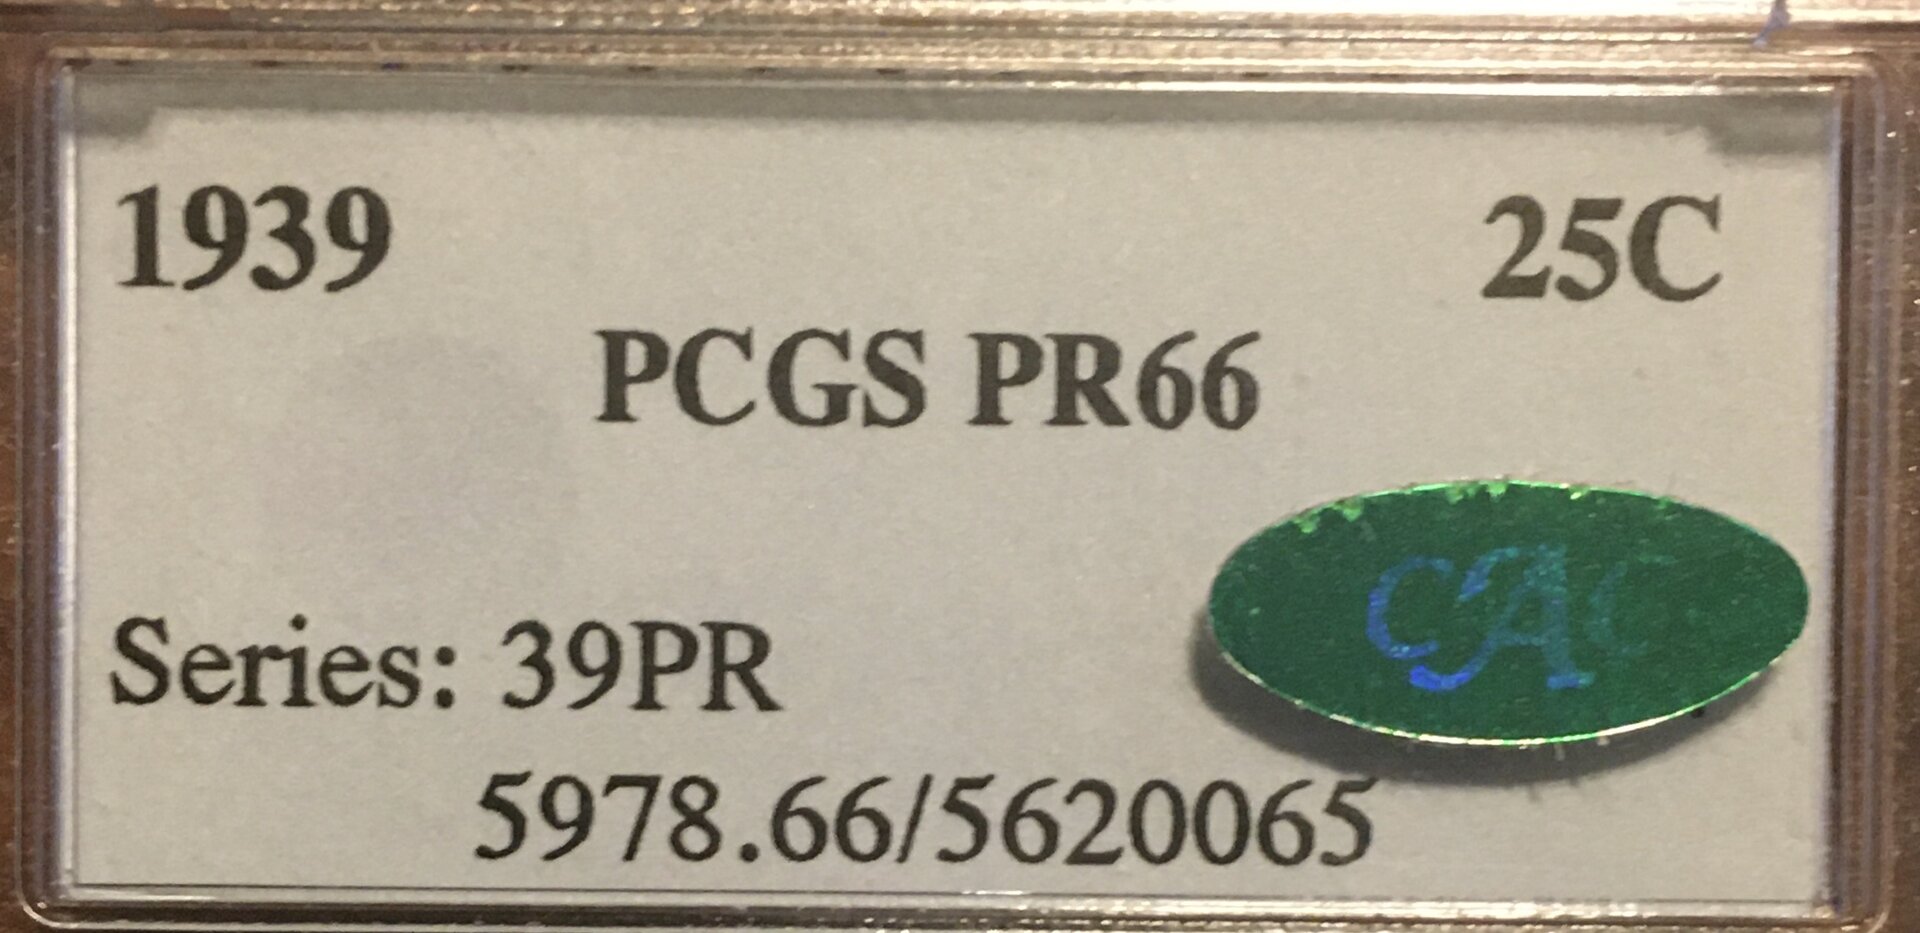 1939 25C
PCGS PR66
CAC
Series: 39PR
5978.66/5620065